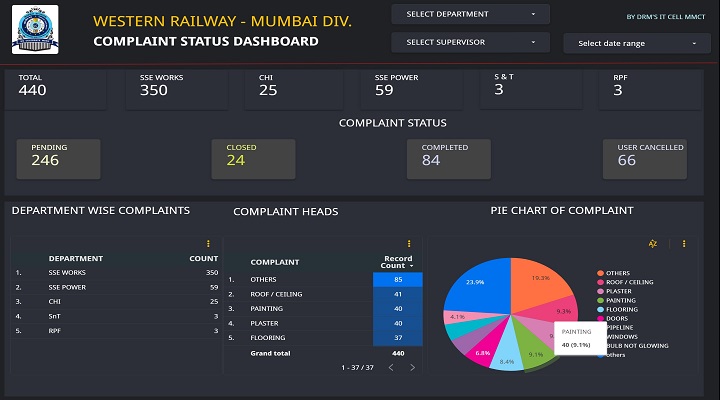 WESTERN RAILWAY - MUMBAI DIV.
COMPLAINT STATUS DASHBOARD
SELECT DEPARTMENT
SELECT SUPERVISOR
BY DRM'S IT CELL MMCT
Select date range
TOTAL
440
SSE WORKS
350
CHI
25
SSE POWER
59
S & T
3
RPF
3
COMPLAINT STATUS
PENDING
246
CLOSED
24
COMPLETED
84
USER CANCELLED
66
DEPARTMENT WISE COMPLAINTS
DEPARTMENT COUNT
1. SSE WORKS 350
2. SSE POWER 59
3. CHI 25
4. SnT 3
5. RPF 3
COMPLAINT HEADS
COMPLAINT Record Count
1. OTHERS 85
2. ROOF / CEILING 41
3. PAINTING 40
4. PLASTER 40
5. FLOORING 37
Grand total 440
1 - 37 / 37
PIE CHART OF COMPLAINT
23.9%
19.3%
9.3%
9.1%
8.4%
6.8%
4.1%
PAINTING
40 (9.1%)
OTHERS
ROOF / CEILING
PLASTER
PAINTING
FLOORING
DOORS
PIPELINE
WINDOWS
BULB NOT GLOWING
others